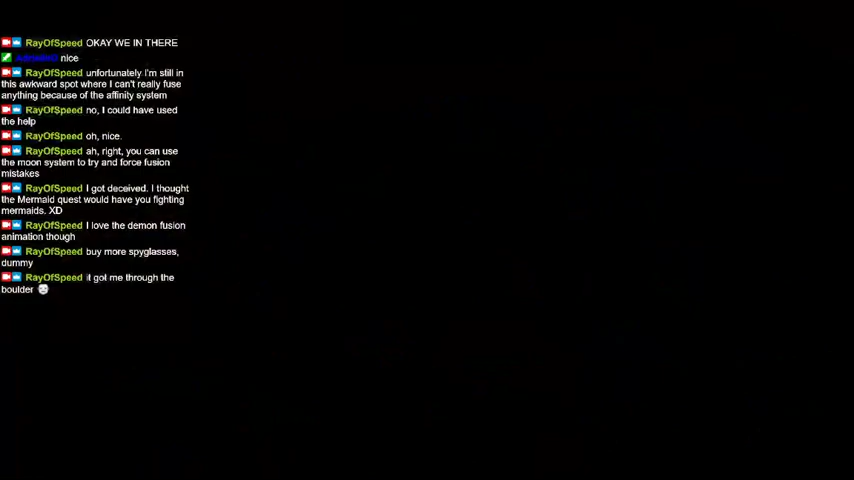 RayOfSpeed OKAY WE IN THERE
nice
RayOfSpeed unfortunately I'm still in
this awkward spot where I can't really fuse
anything because of the affinity system
RayOfSpeed no, I could have used
the help
RayOfSpeed oh, nice.
RayOfSpeed ah, right, you can use
the moon system to try and force fusion
mistakes
RayOfSpeed I got deceived. I thought
the Mermaid quest would have you fighting
mermaids. XD
RayOfSpeed I love the demon fusion
animation though
RayOfSpeed buy more spyglasses,
dummy
RayOfSpeed it got me through the
boulder